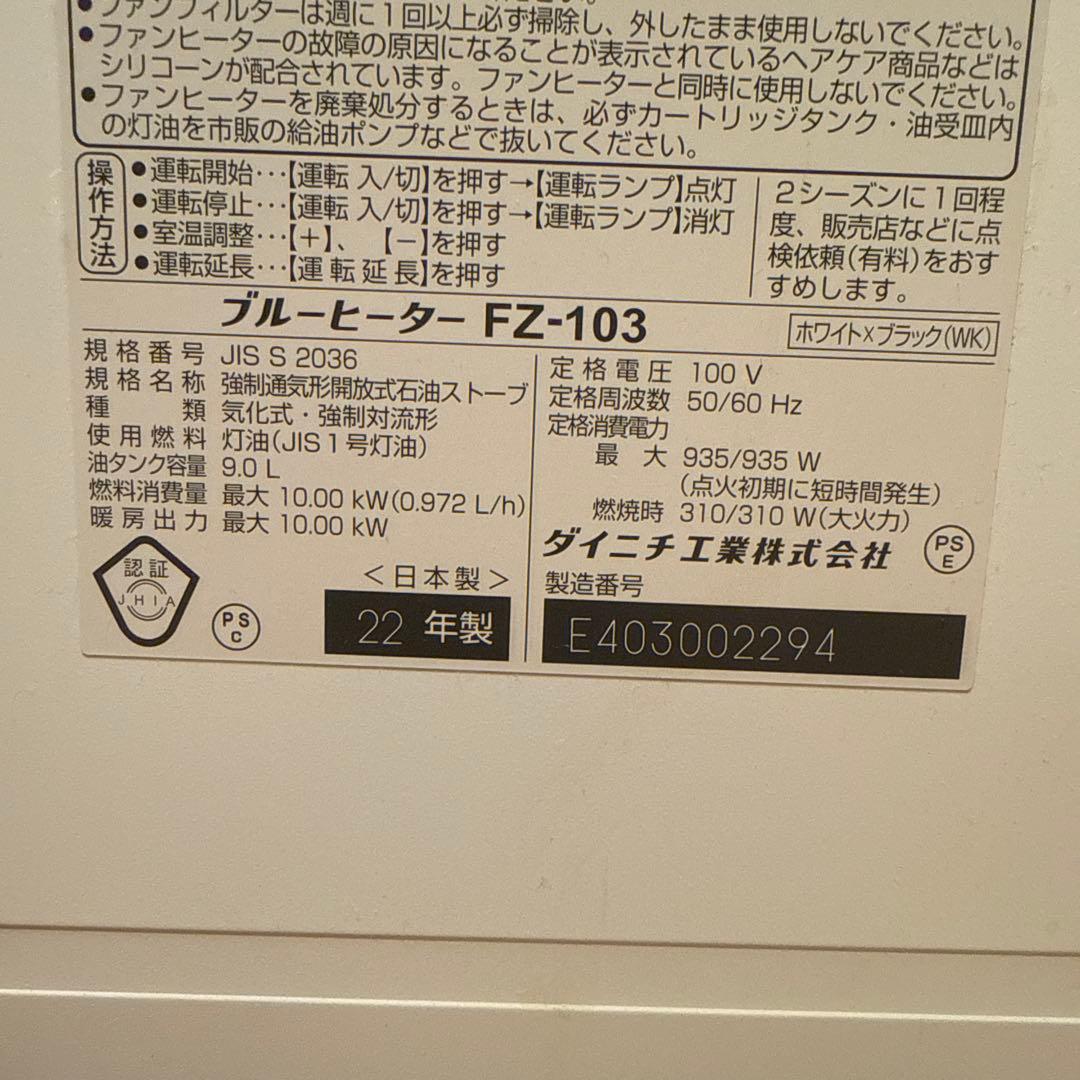 ●ファンフィルターは週に1回以上必ず掃除し、外したまま使用しないでください。
●ファンヒーターの故障の原因になることが表示されているヘアケア商品などは
シリコーンが配合されています。ファンヒーターと同時に使用しないでください。
●ファンヒーターを廃棄処分するときは、必ずカートリッジタンク・油受皿内
の灯油を市販の給油ポンプなどで抜いてください。
操作方法
●運転開始…【運転 入/切】を押す→【運転ランプ】点灯
●運転停止…【運転 入/切】を押す→【運転ランプ】消灯
●室温調整…【＋】、【－】を押す
●運転延長…【運転延長】を押す
2シーズンに1回程
度、販売店などに点
検依頼(有料)をおす
すめします。
ブルーヒーター FZ-103
ホワイト×ブラック(WK)
規格番号 JIS S 2036
規格名称 強制通気形開放式石油ストーブ
種類 気化式・強制対流形
使用燃料 灯油(JIS1号灯油)
油タンク容量 9.0 L
燃料消費量 最大 10.00 kW(0.972 L/h)
暖房出力 最大 10.00 kW
定格電圧 100 V
定格周波数 50/60 Hz
定格消費電力
最大 935/935 W
(点火初期に短時間発生)
燃焼時 310/310 W(大火力)
ダイニチ工業株式会社
PS
E
認証
JHIA
PS
C
<日本製>
22 年製
製造番号
E403002294